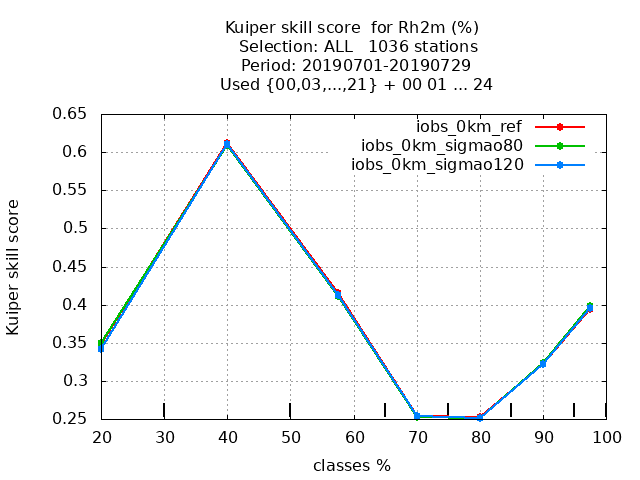 Kuiper skill score  for Rh2m (%)
Selection: ALL   1036 stations
Period: 20190701-20190729
Used {00,03,...,21} + 00 01 ... 24
iobs_0km_ref
iobs_0km_sigmao80
iobs_0km_sigmao120
Kuiper skill score
0.65
0.6
0.55
0.5
0.45
0.4
0.35
0.3
0.25
20 30 40 50 60 70 80 90 100
classes %